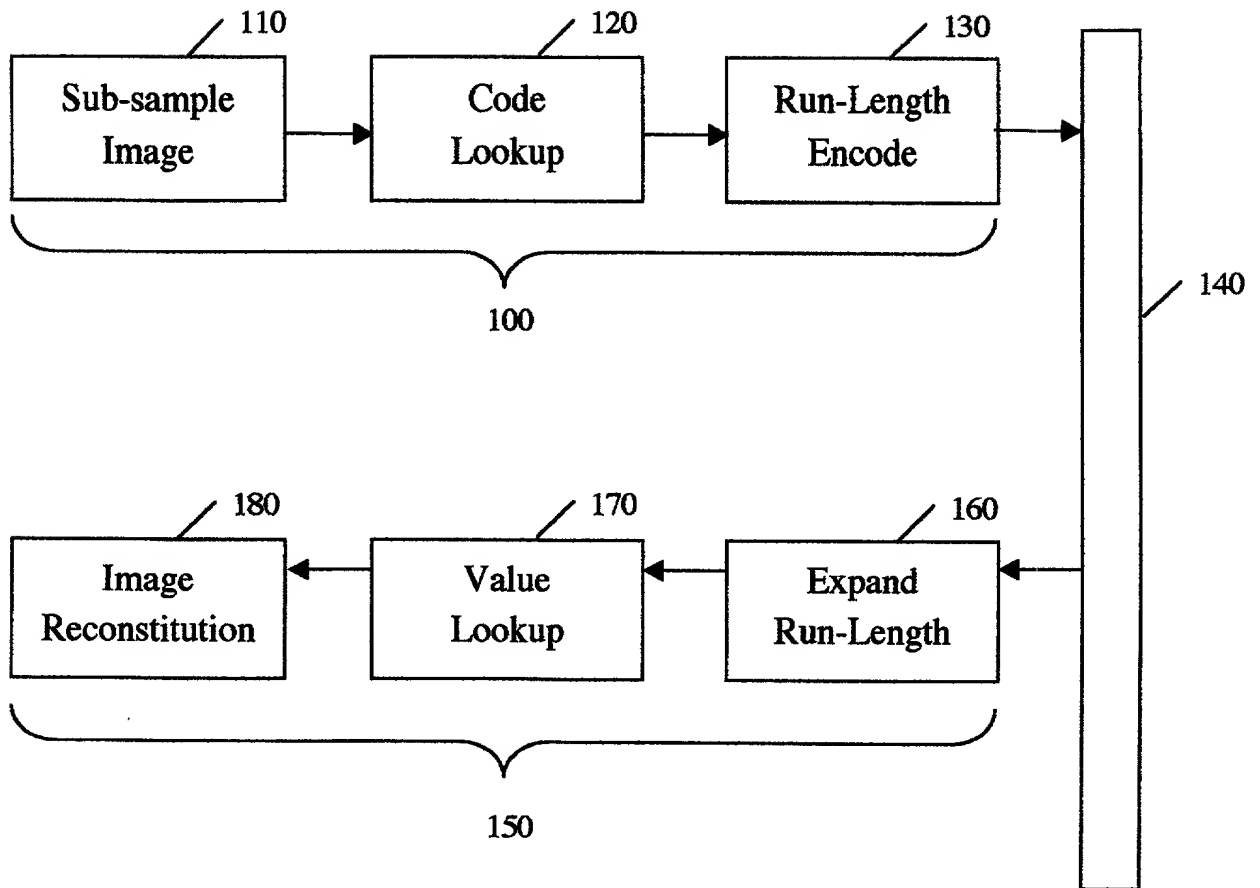 110
120
130
Sub-sample
Image
Code
Lookup
Run-Length
Encode
100
140
180
170
160
Image
Reconstitution
Value
Lookup
Expand
Run-Length
150